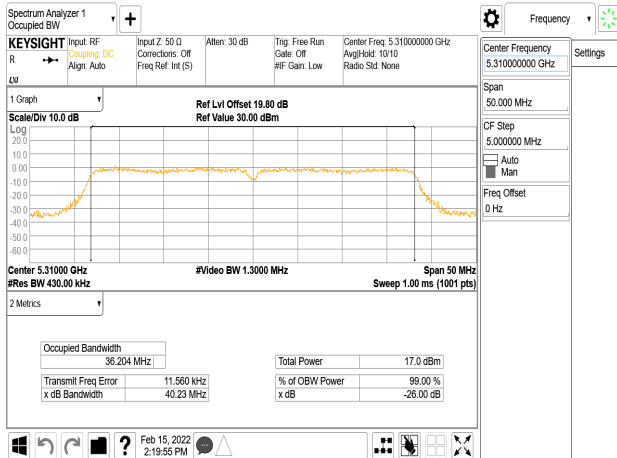 Spectrum Analyzer 1
Occupied BW
Frequency
KEYSIGHT
R
LXI
Input: RF
Coupling: DC
Align: Auto
Input Z: 50 Ω
Corrections: Off
Freq Ref: Int (S)
Atten: 30 dB
Trig: Free Run
Gate: Off
#IF Gain: Low
Center Freq: 5.310000000 GHz
Avg|Hold: 10/10
Radio Std: None
Center Frequency
5.310000000 GHz
Settings
Span
50.000 MHz
CF Step
5.000000 MHz
Auto
Man
Freq Offset
0 Hz
1 Graph
Scale/Div 10.0 dB
Ref Lvl Offset 19.80 dB
Ref Value 30.00 dBm
Log
20.0
10.0
0.00
-10.0
-20.0
-30.0
-40.0
-50.0
-60.0
Center 5.31000 GHz
#Video BW 1.3000 MHz
Span 50 MHz
#Res BW 430.00 kHz
Sweep 1.00 ms (1001 pts)
2 Metrics
Occupied Bandwidth
36.204 MHz
Total Power 17.0 dBm
Transmit Freq Error 11.560 kHz
% of OBW Power 99.00 %
x dB Bandwidth 40.23 MHz
x dB -26.00 dB
?
Feb 15, 2022
2:19:55 PM